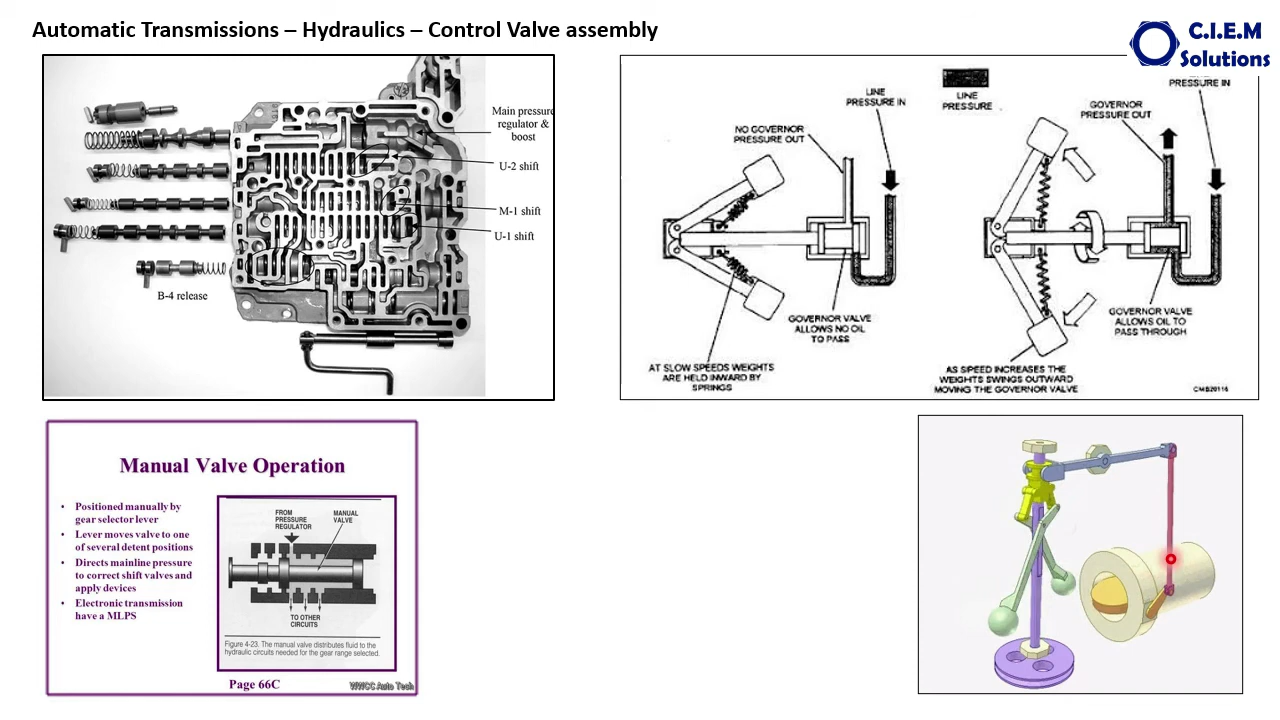 Automatic Transmissions – Hydraulics – Control Valve assembly
C.I.E.M
Solutions
Main pressure
regulator &
boost
U-2 shift
M-1 shift
U-1 shift
B-4 release
LINE
PRESSURE IN
LINE
PRESSURE
NO GOVERNOR
PRESSURE OUT
GOVERNOR
PRESSURE OUT
PRESSURE IN
GOVERNOR VALVE
ALLOWS NO OIL
TO PASS
GOVERNOR VALVE
ALLOWS OIL TO
PASS THROUGH
AT SLOW SPEEDS WEIGHTS
ARE HELD INWARD BY
SPRINGS
AS SPEED INCREASES THE
WEIGHTS SWINGS OUTWARD
MOVING THE GOVERNOR VALVE
CMB20116
Manual Valve Operation
• Positioned manually by
gear selector lever
• Lever moves valve to one
of several detent positions
• Directs mainline pressure
to correct shift valves and
apply devices
• Electronic transmission
have a MLPS
FROM
PRESSURE
REGULATOR
MANUAL
VALVE
TO OTHER
CIRCUITS
Figure 4-23. The manual valve distributes fluid to the
hydraulic circuits needed for the gear range selected.
Page 66C
WWCC Auto Tech